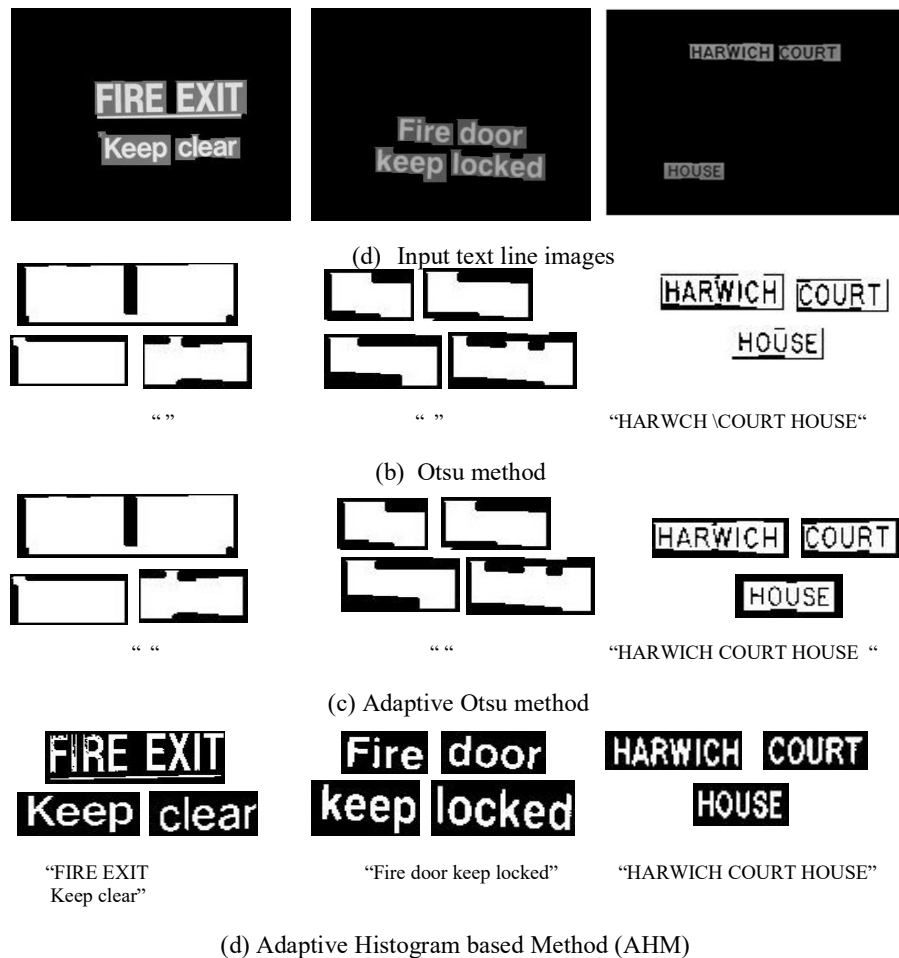 FIRE EXIT
Keep clear
Fire door
keep locked
HARWICH COURT
HOUSE
(d) Input text line images
HARWICH COURT
HOUSE
“ ”
“ ”
“HARWCH \COURT HOUSE“
(b) Otsu method
HARWICH COURT
HOUSE
“ “
“ “
“HARWICH COURT HOUSE “
(c) Adaptive Otsu method
FIRE EXIT
Keep clear
Fire door
keep locked
HARWICH COURT
HOUSE
“FIRE EXIT
Keep clear”
“Fire door keep locked”
“HARWICH COURT HOUSE”
(d) Adaptive Histogram based Method (AHM)